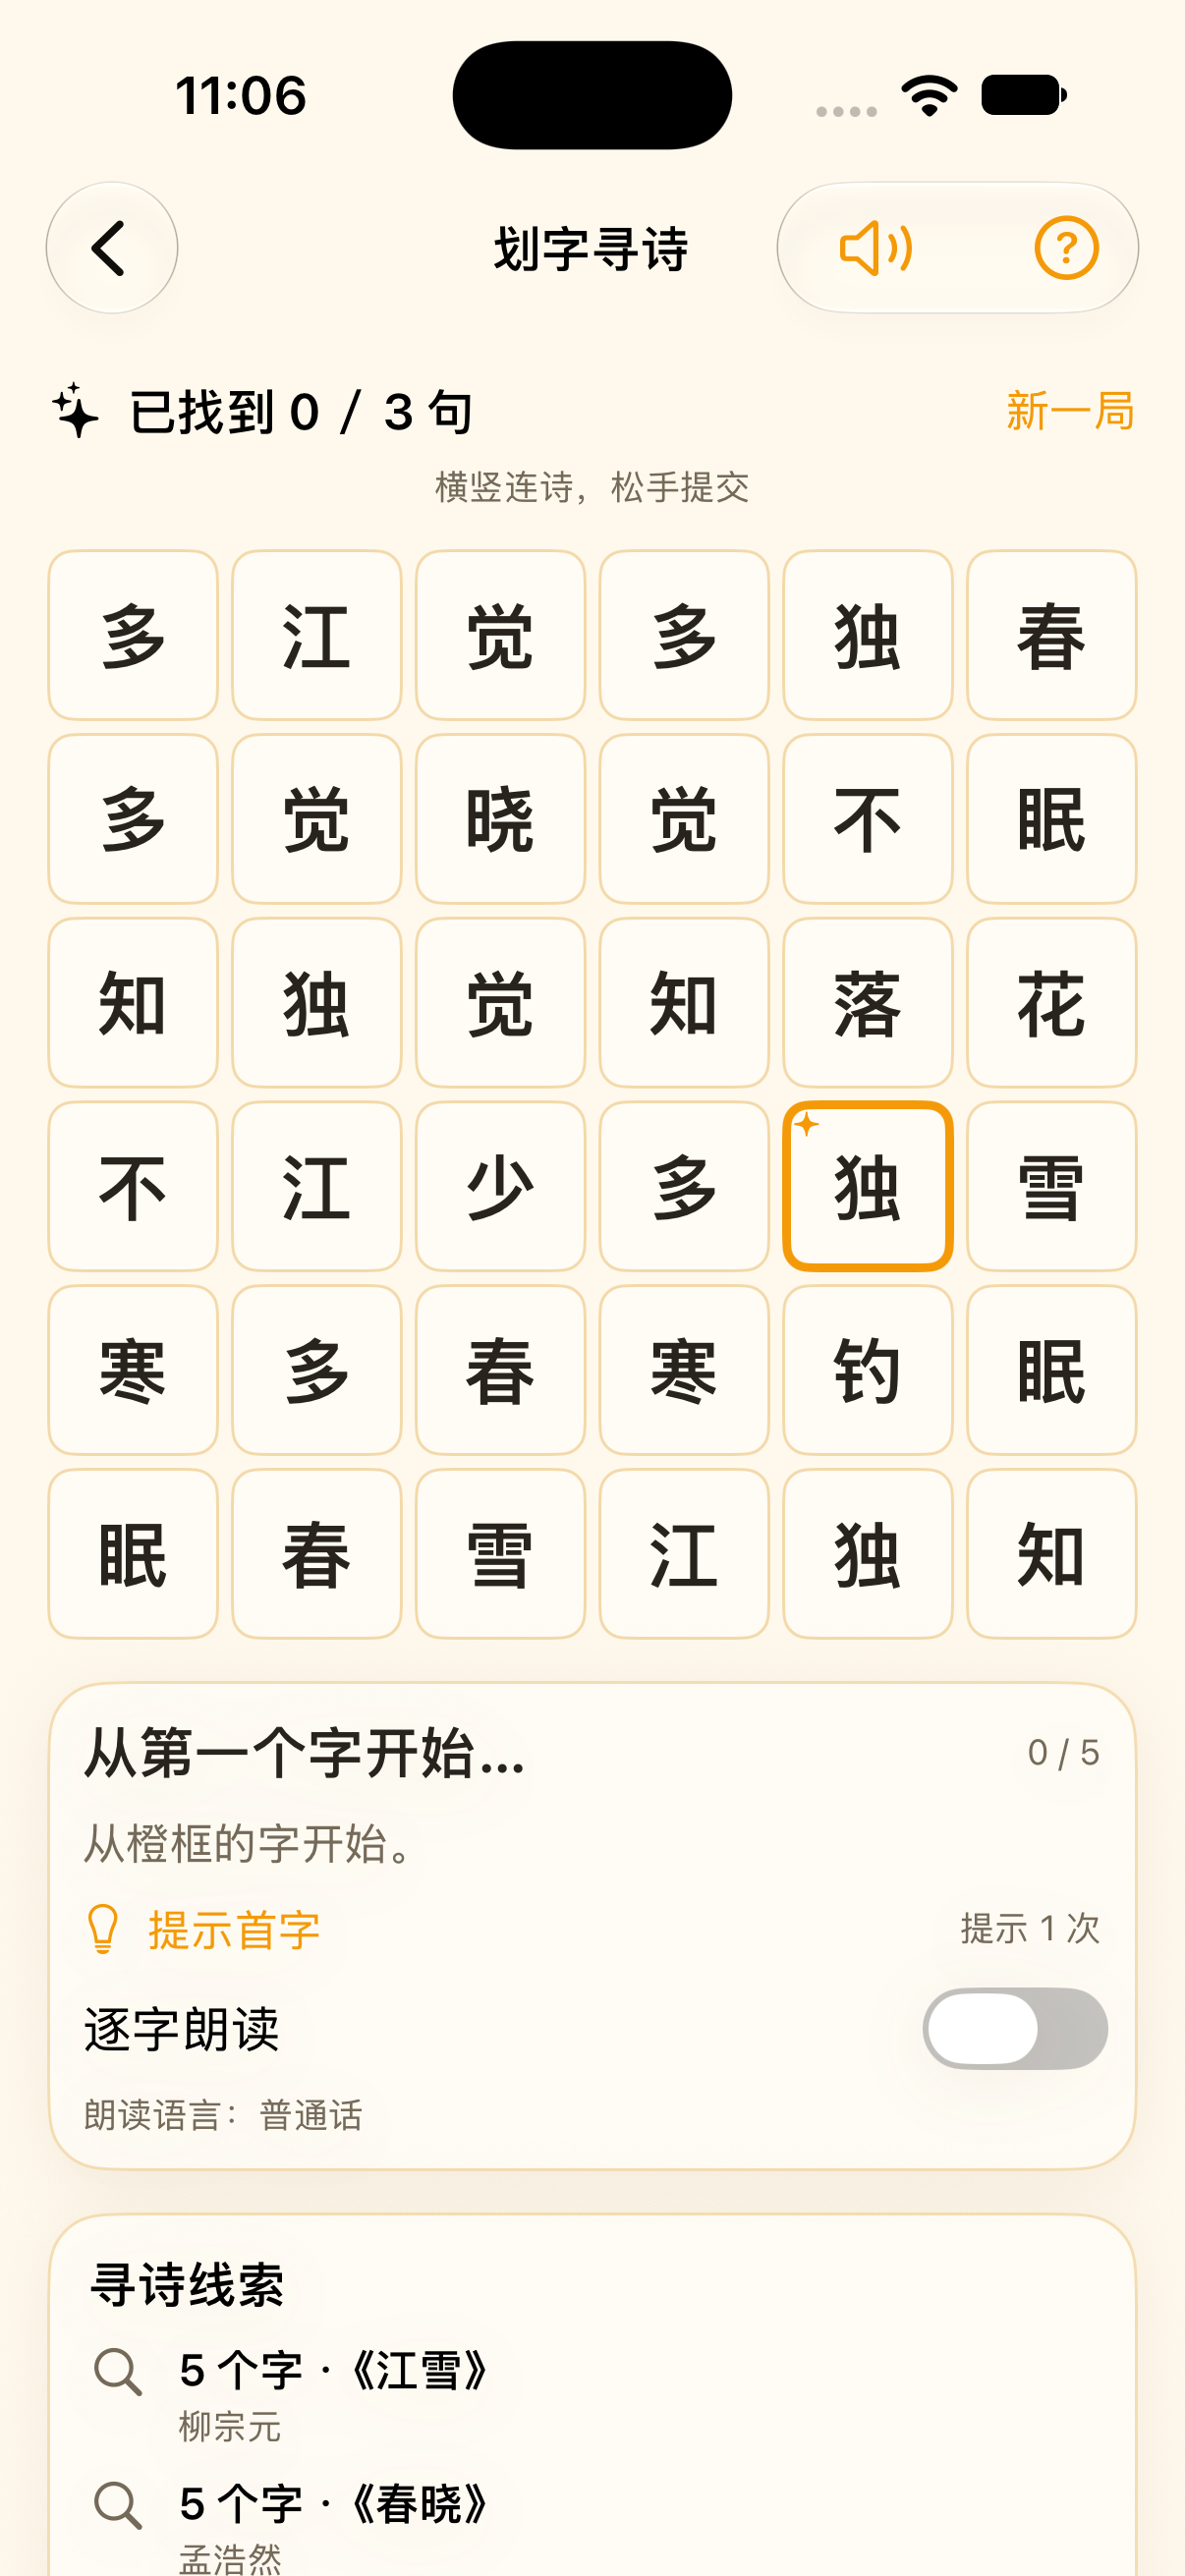 11:06
划字寻诗
已找到 0 / 3 句
新一局
横竖连诗，松手提交
多 江 觉 多 独 春
多 觉 晓 觉 不 眠
知 独 觉 知 落 花
不 江 少 多 独 雪
寒 多 春 寒 钓 眠
眠 春 雪 江 独 知
从第一个字开始...
0 / 5
从橙框的字开始。
提示首字
提示 1 次
逐字朗读
朗读语言：普通话
寻诗线索
5 个字 ·《江雪》
柳宗元
5 个字 ·《春晓》
孟浩然